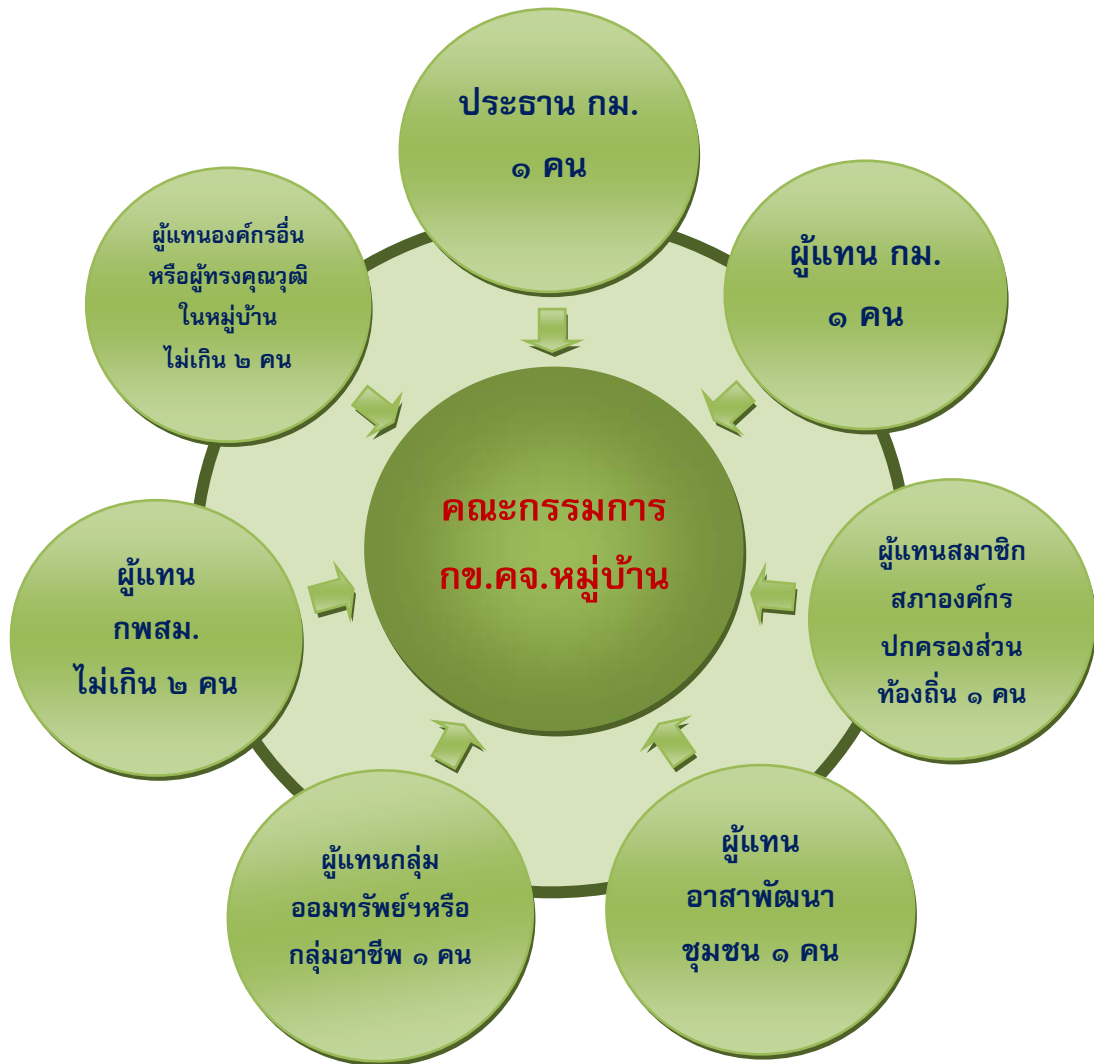 ประธาน กม.
๑ คน
ผู้แทน กม.
๑ คน
ผู้แทนสมาชิก
สภาองค์กร
ปกครองส่วน
ท้องถิ่น ๑ คน
ผู้แทน
อาสาพัฒนา
ชุมชน ๑ คน
ผู้แทนกลุ่ม
ออมทรัพย์ฯหรือ
กลุ่มอาชีพ ๑ คน
ผู้แทน
กพสม.
ไม่เกิน ๒ คน
ผู้แทนองค์กรอื่น
หรือผู้ทรงคุณวุฒิ
ในหมู่บ้าน
ไม่เกิน ๒ คน
คณะกรรมการ
กข.คจ.หมู่บ้าน